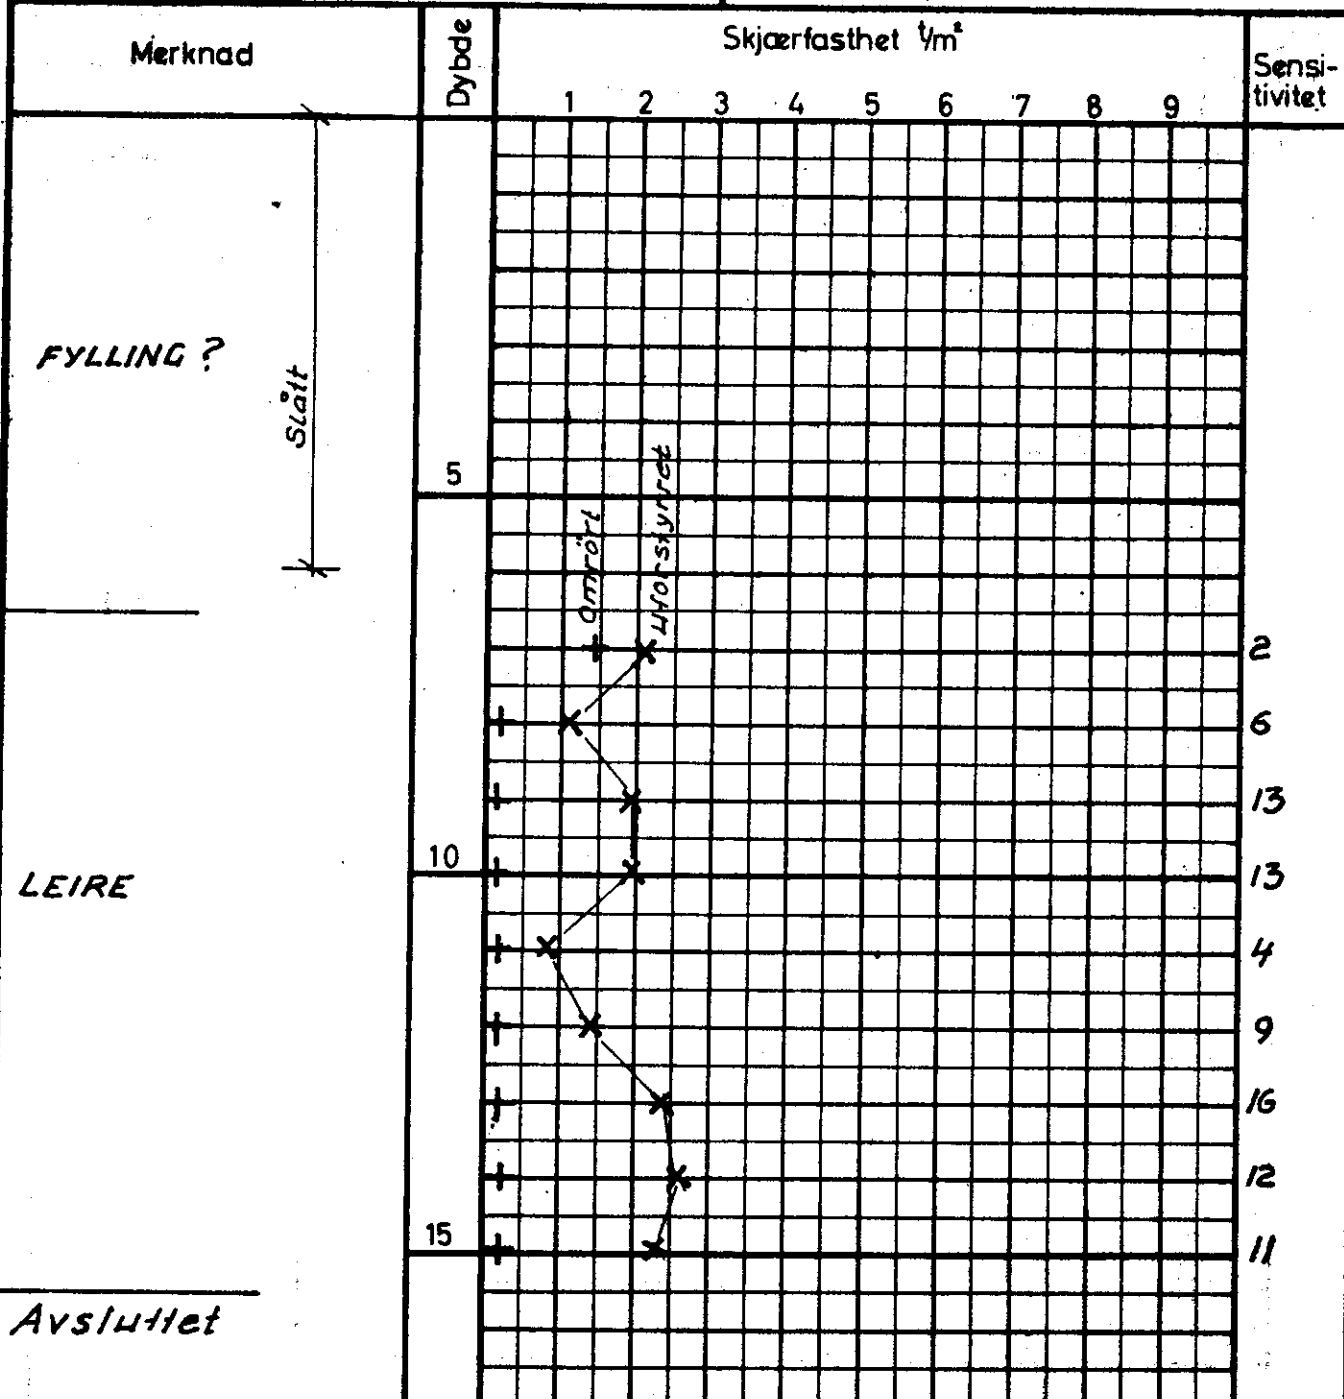 Merknad
Dybde
Skjærfasthet t/m²
Sensi-
tivitet
1 2 3 4 5 6 7 8 9
FYLLING ?
Slått
5
Omrört
Uforstyrret
2
6
13
10
13
LEIRE
4
9
16
12
15
11
Avsluttet